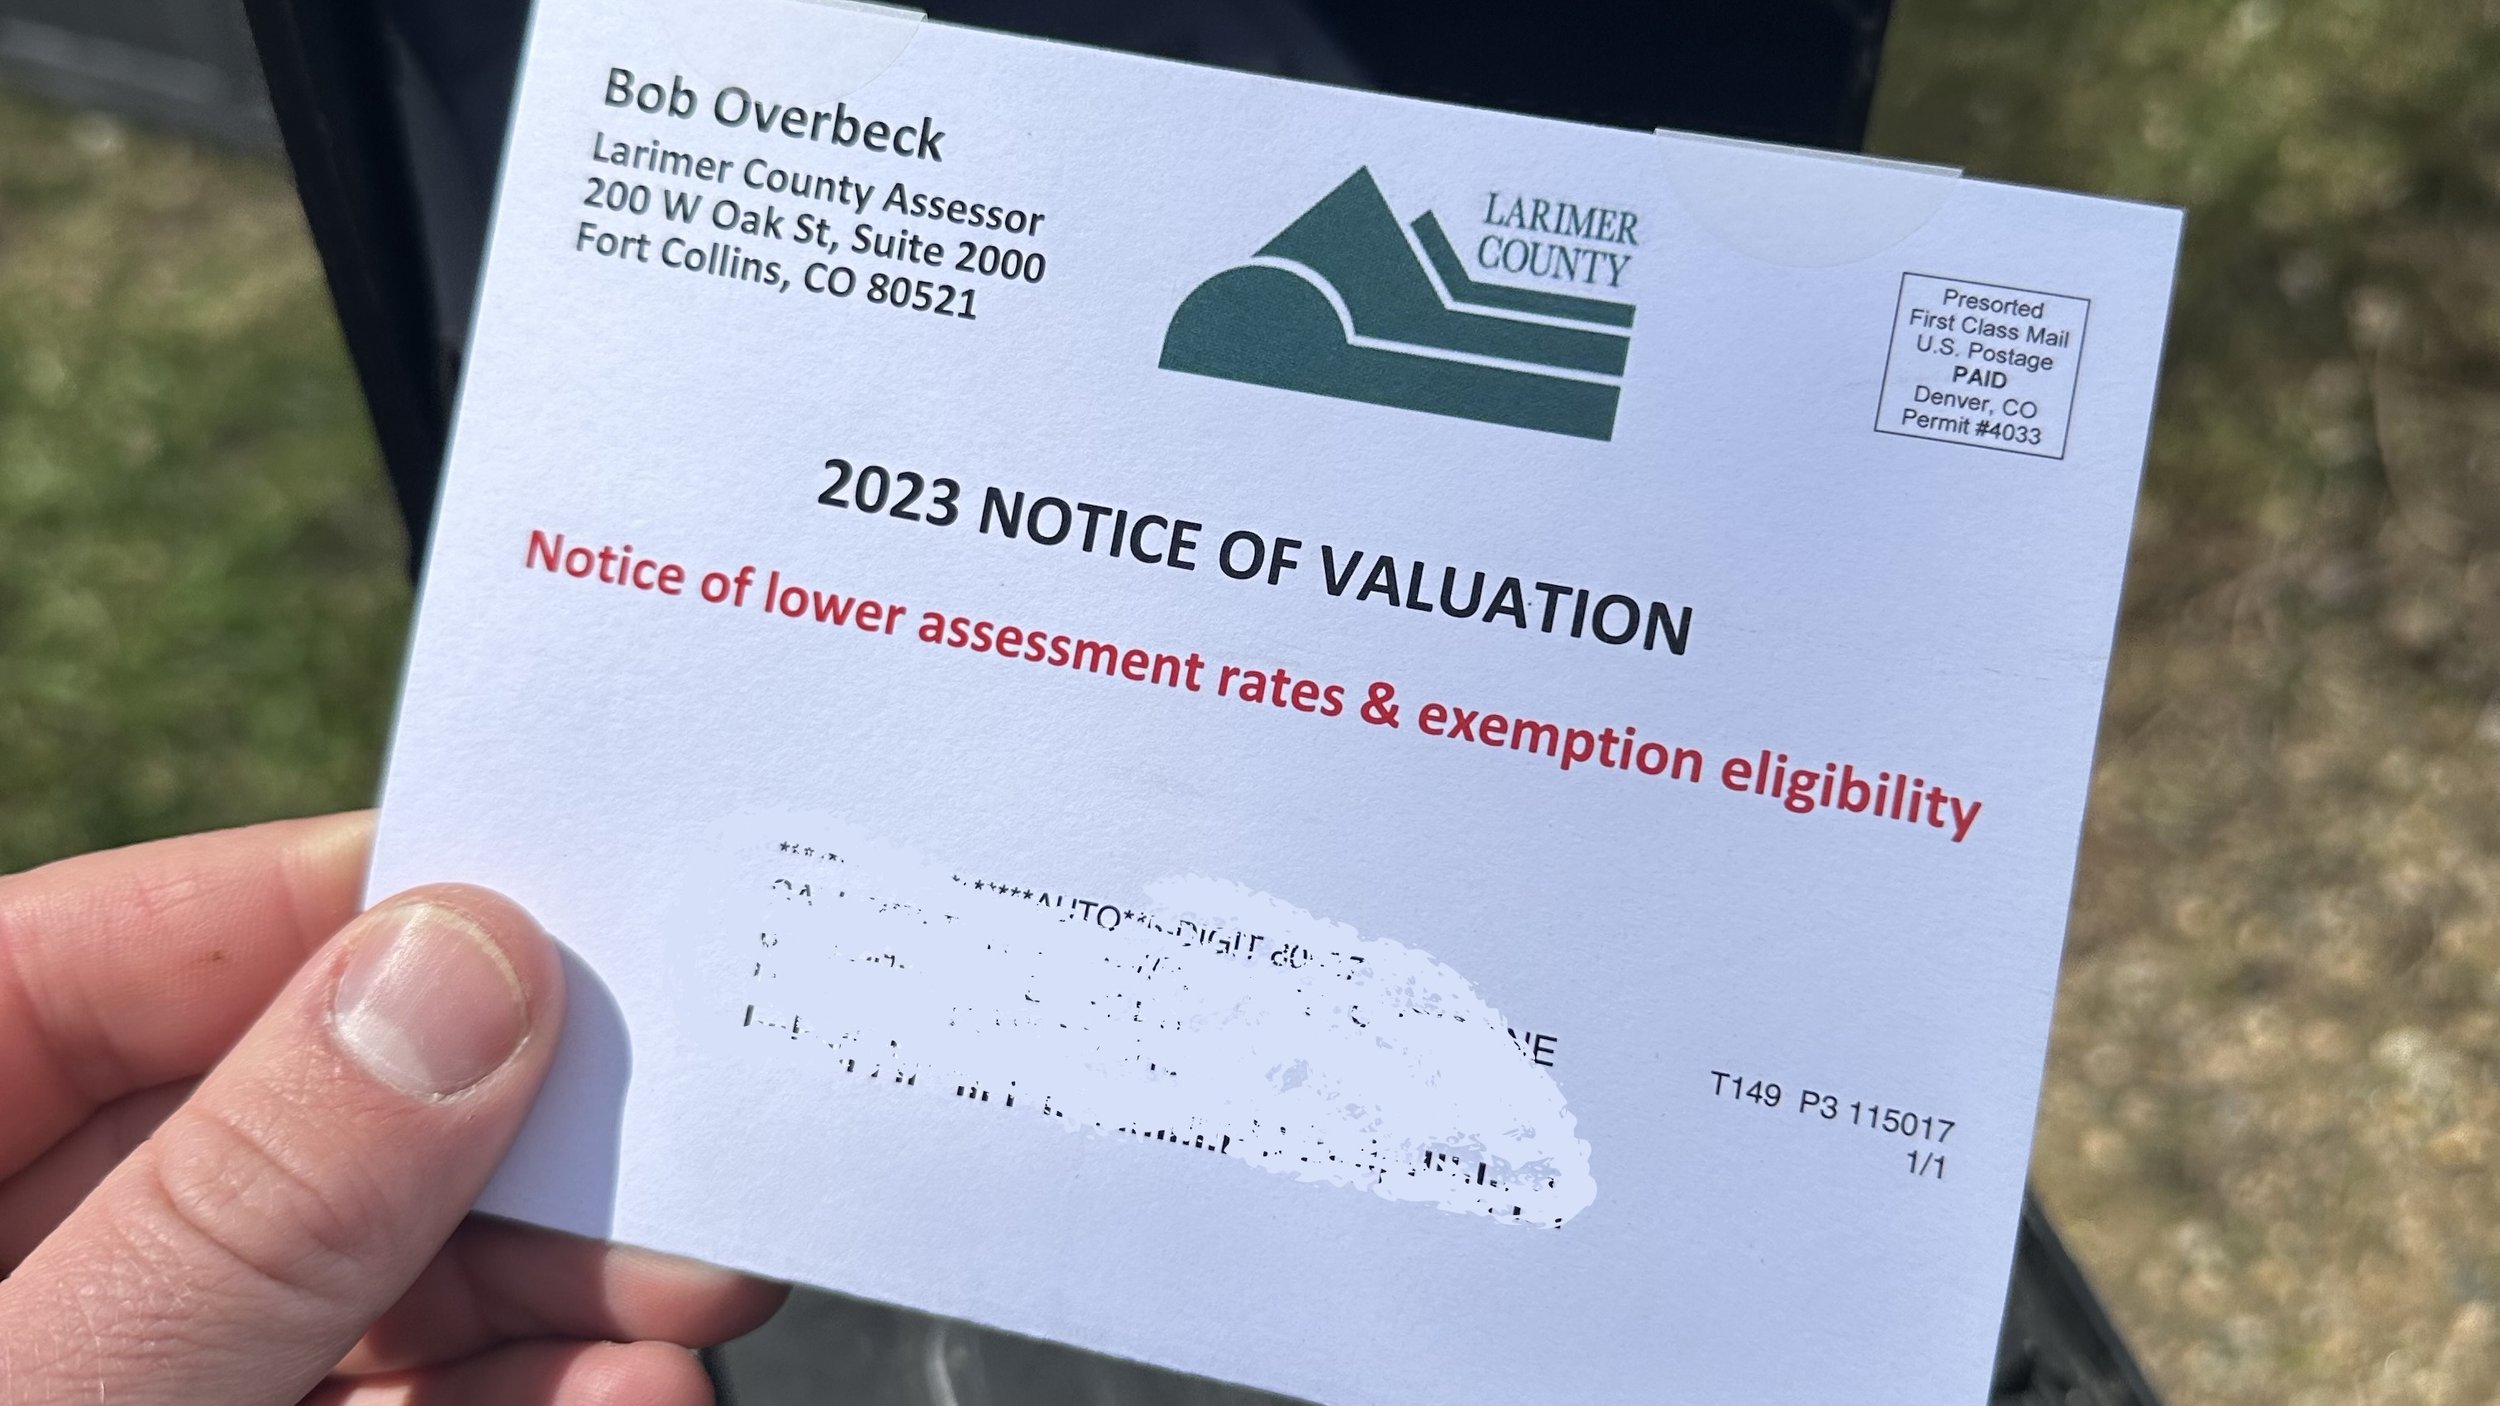 Bob Overbeck
Larimer County Assessor
200 W Oak St, Suite 2000
Fort Collins, CO 80521
LARIMER
COUNTY
Presorted
First Class Mail
U.S. Postage
PAID
Denver, CO
Permit #4033
2023 NOTICE OF VALUATION
Notice of lower assessment rates & exemption eligibility
T149 P3 115017
1/1